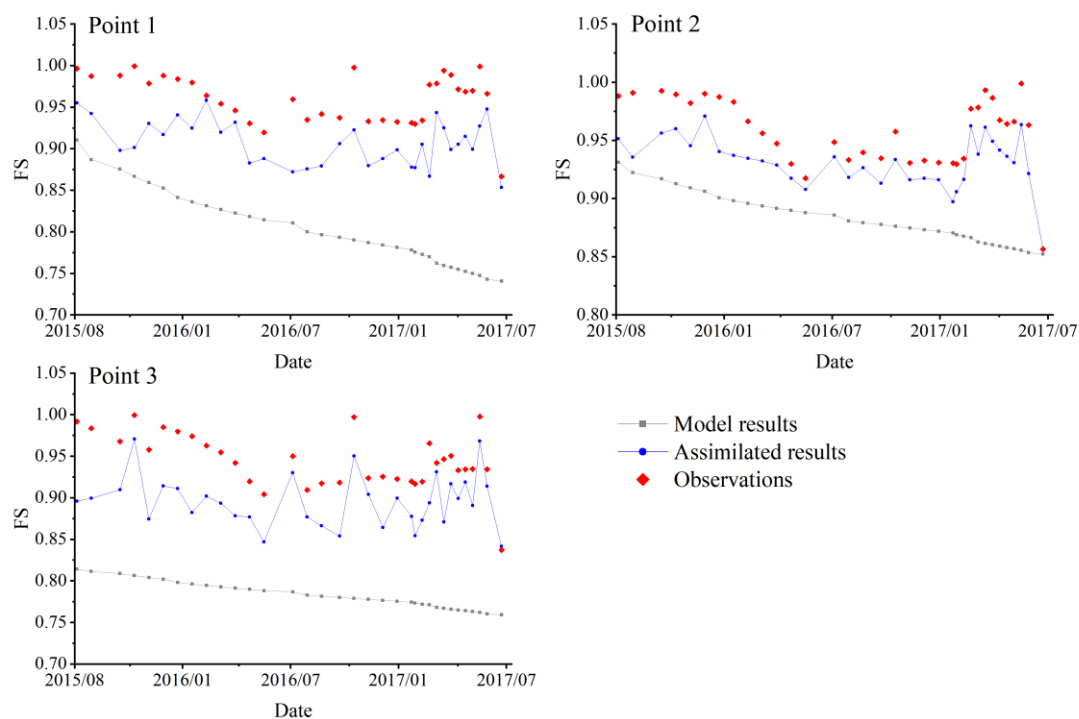 Point 1
1.05
1.00
0.95
0.90
0.85
0.80
0.75
0.70
FS
2015/08 2016/01 2016/07 2017/01 2017/07
Date
Point 2
1.05
1.00
0.95
0.90
0.85
0.80
FS
2015/08 2016/01 2016/07 2017/01 2017/07
Date
Point 3
1.05
1.00
0.95
0.90
0.85
0.80
0.75
0.70
FS
2015/08 2016/01 2016/07 2017/01 2017/07
Date
Model results
Assimilated results
Observations